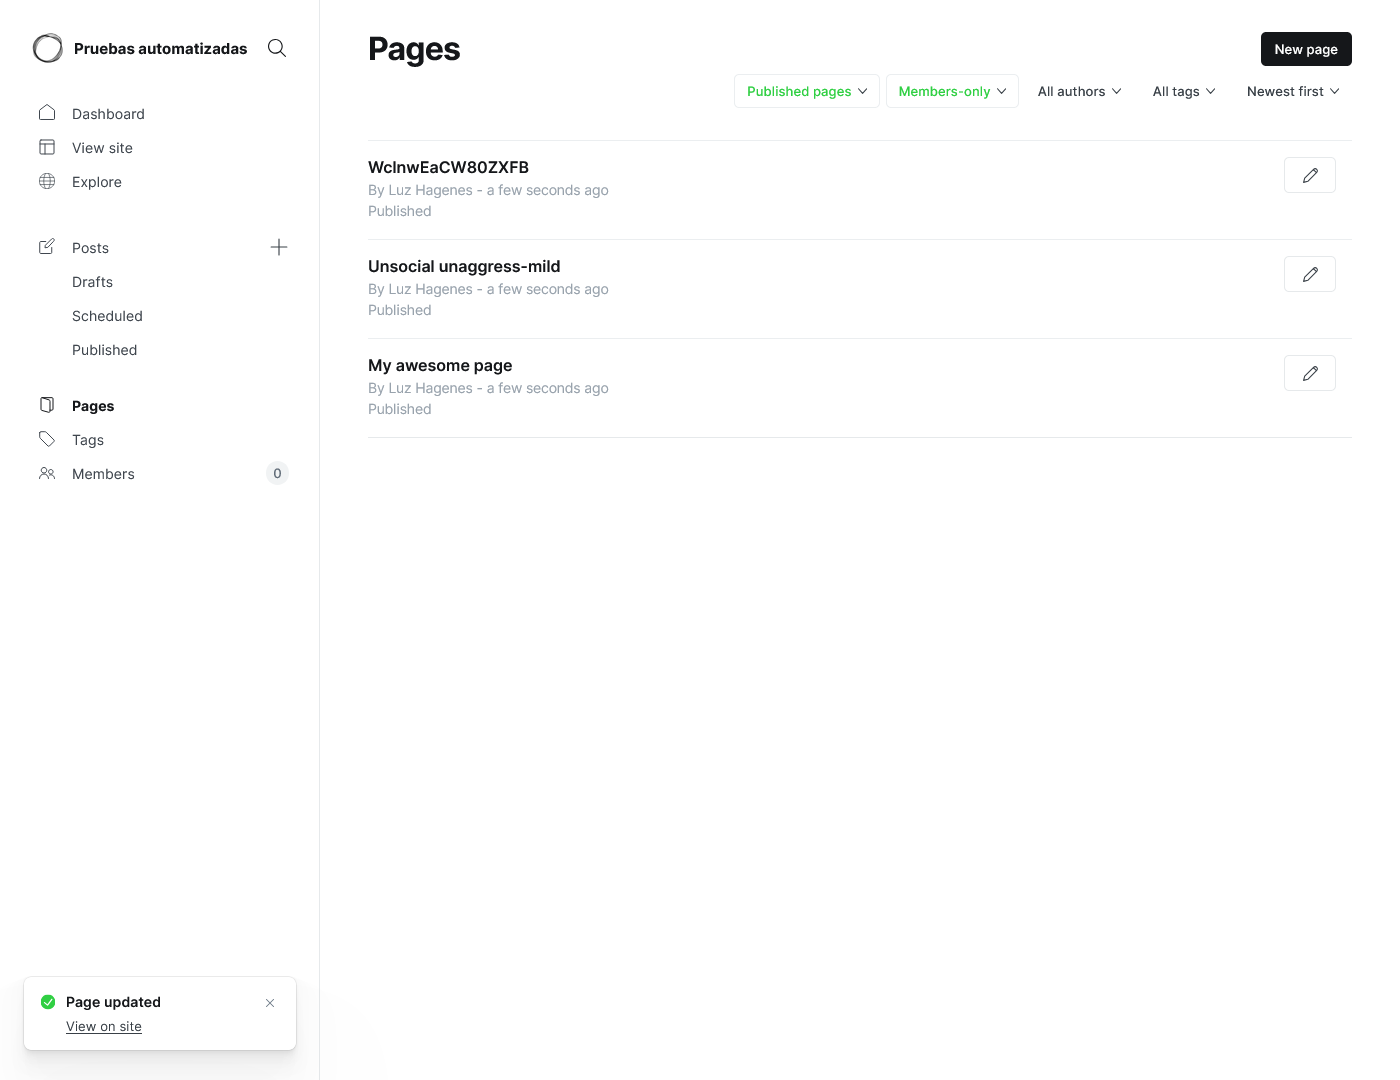 Pruebas automatizadas
Dashboard
View site
Explore
Posts
Drafts
Scheduled
Published
Pages
Tags
Members 0
Page updated
View on site
Pages
New page
Published pages Members-only All authors All tags Newest first
WclnwEaCW80ZXFB
By Luz Hagenes - a few seconds ago
Published
Unsocial unaggress-mild
By Luz Hagenes - a few seconds ago
Published
My awesome page
By Luz Hagenes - a few seconds ago
Published